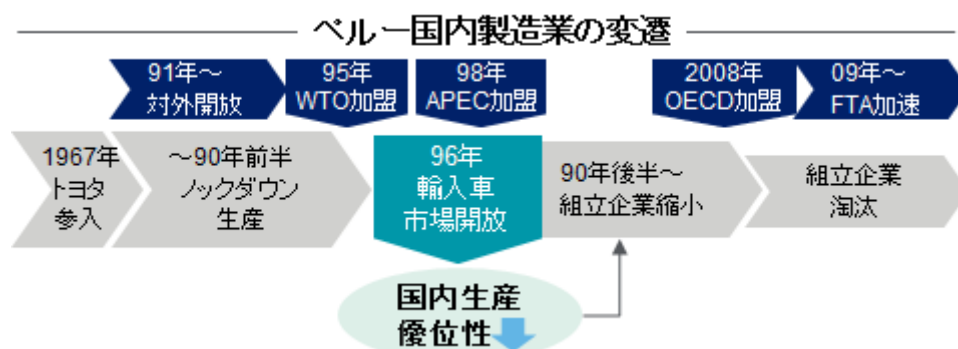 ペルー国内製造業の変遷
91年～
対外開放
95年
WTO加盟
98年
APEC加盟
2008年
OECD加盟
09年～
FTA加速
1967年
トヨタ
参入
～90年前半
ノックダウン
生産
96年
輸入車
市場開放
90年後半～
組立企業縮小
組立企業
淘汰
国内生産
優位性